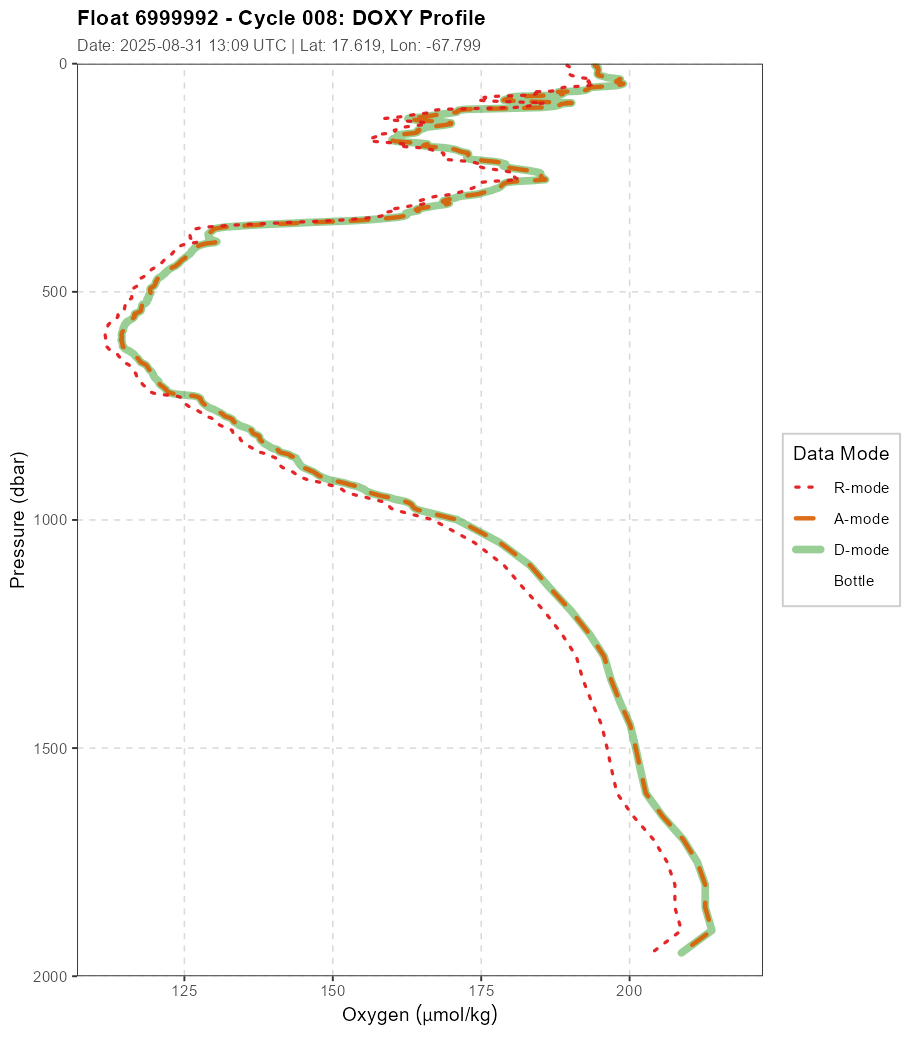 Float 6999992 - Cycle 008: DOXY Profile
Date: 2025-08-31 13:09 UTC | Lat: 17.619, Lon: -67.799
0
500
1000
1500
2000
Pressure (dbar)
125 150 175 200
Oxygen (µmol/kg)
Data Mode
R-mode
A-mode
D-mode
Bottle